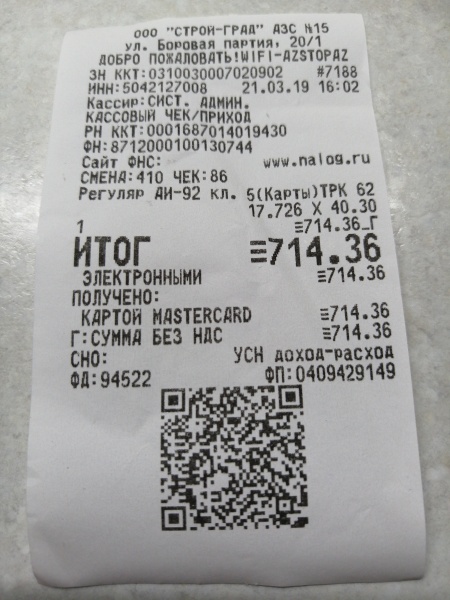 ООО "СТРОЙ-ГРАД" АЗС №15
ул. Боровая партия, 20/1
ДОБРО ПОЖАЛОВАТЬ!WIFI-AZSTOPAZ
ЗН ККТ:0310030007020902 #7188
ИНН:5042127008 21.03.19 16:02
Кассир:СИСТ. АДМИН.
КАССОВЫЙ ЧЕК/ПРИХОД
РН ККТ:0001687014019430
ФН:8712000100130744
Сайт ФНС: www.nalog.ru
СМЕНА:410 ЧЕК:86
Регуляр АИ-92 кл. 5(Карты)ТРК 62
17.726 X 40.30
1 ≡714.36_Г
ИТОГ ≡714.36
ЭЛЕКТРОННЫМИ ≡714.36
ПОЛУЧЕНО:
КАРТОЙ MASTERCARD ≡714.36
Г:СУММА БЕЗ НДС ≡714.36
СНО: УСН доход-расход
ФД:94522 ФП:0409429149